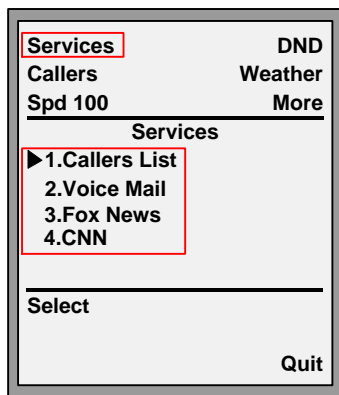 Services DND
Callers Weather
Spd 100 More
Services
1.Callers List
2.Voice Mail
3.Fox News
4.CNN
Select
Quit